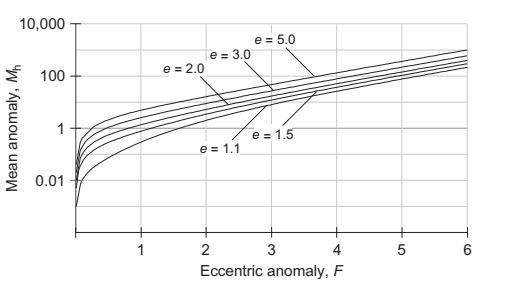 10,000
e = 5.0
e = 3.0
e = 2.0
100
1
e = 1.5
e = 1.1
0.01
Mean anomaly, Mh
1 2 3 4 5 6
Eccentric anomaly, F